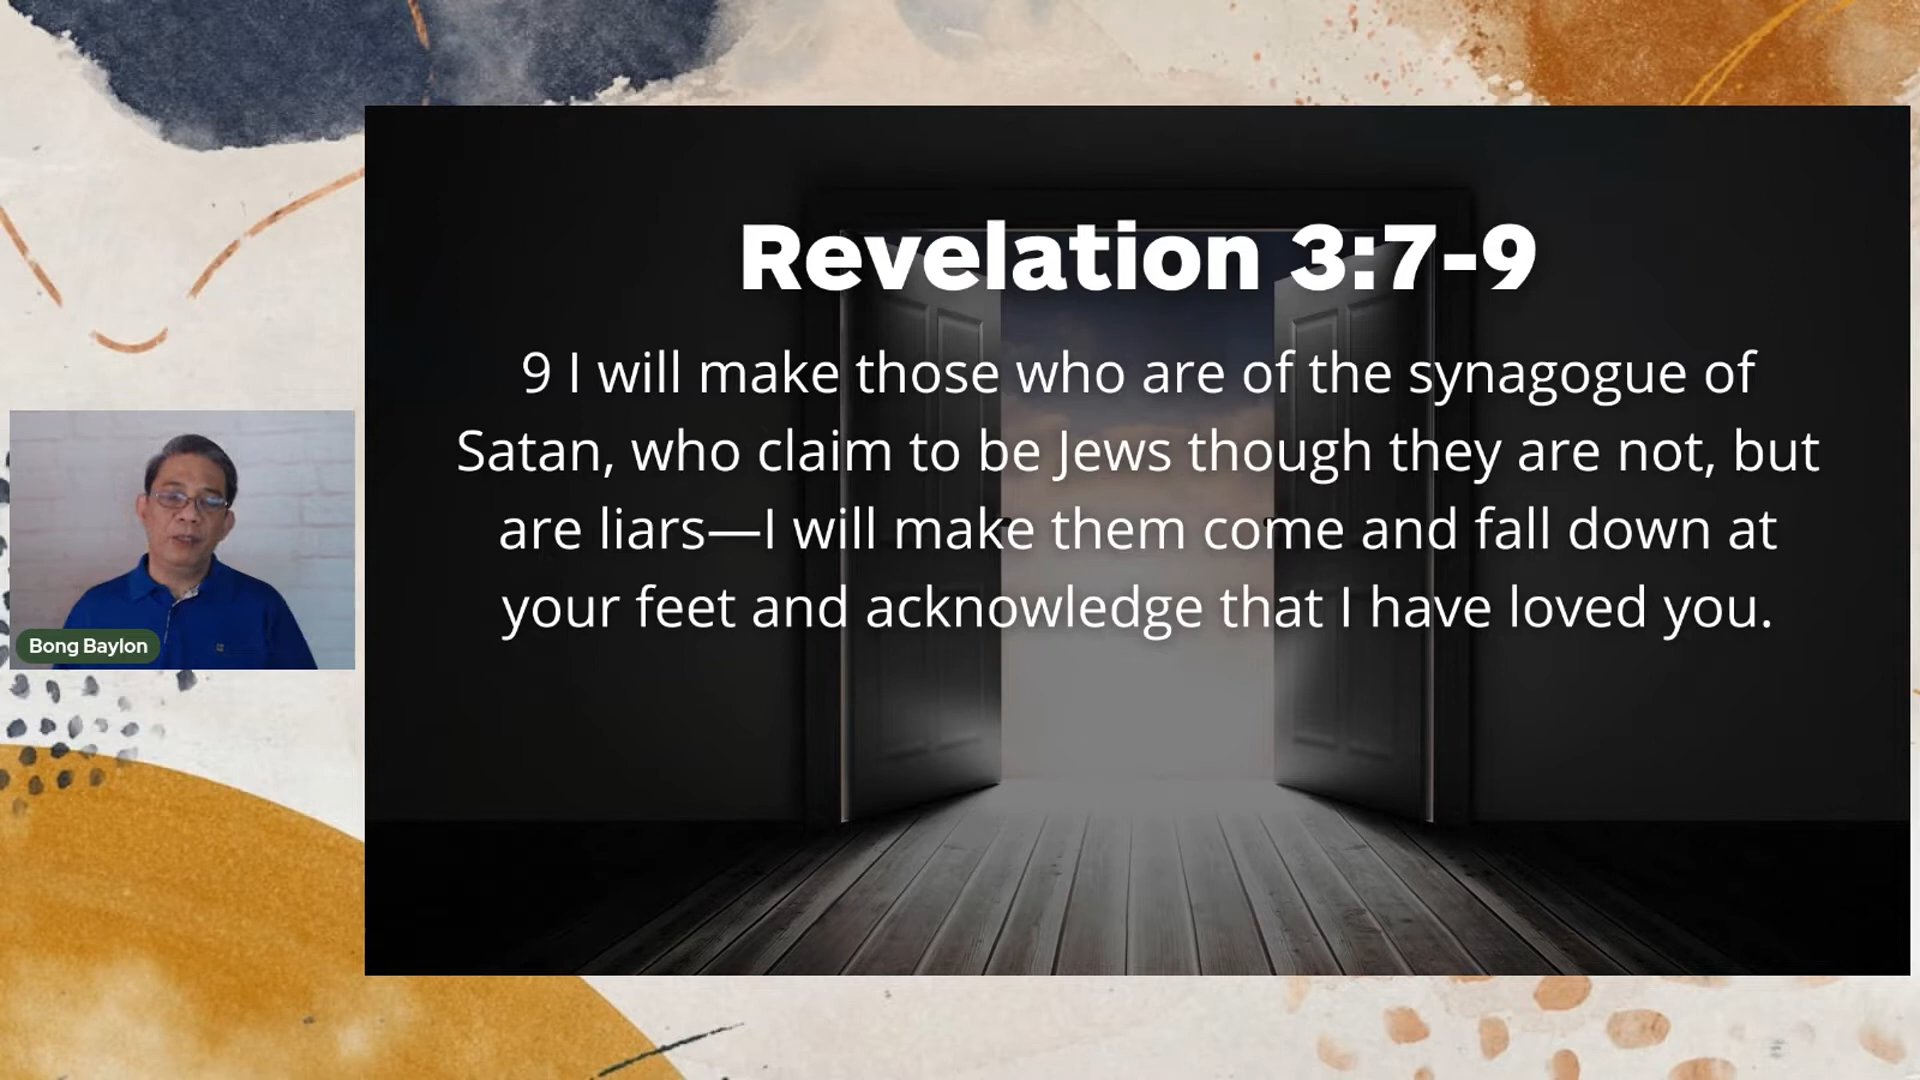 Revelation 3:7-9
9 I will make those who are of the synagogue of
Satan, who claim to be Jews though they are not, but
are liars—I will make them come and fall down at
your feet and acknowledge that I have loved you.
Bong Baylon